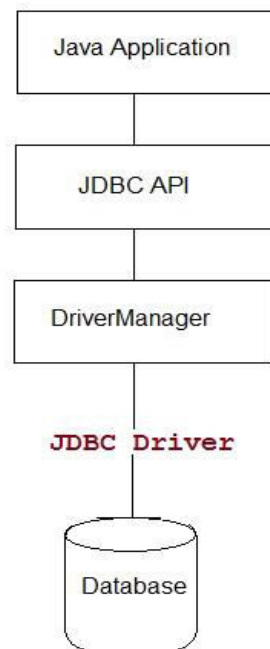 Java Application
JDBC API
DriverManager
JDBC Driver
Database